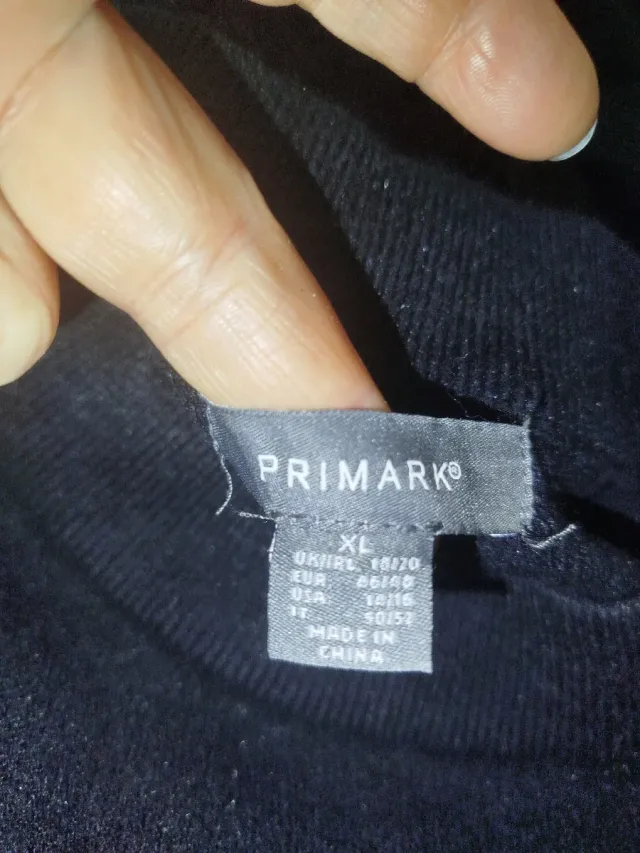 PRIMARK®
XL
UK/IRL 18/20
EUR 46/48
USA 14/16
IT 50/52
MADE IN
CHINA